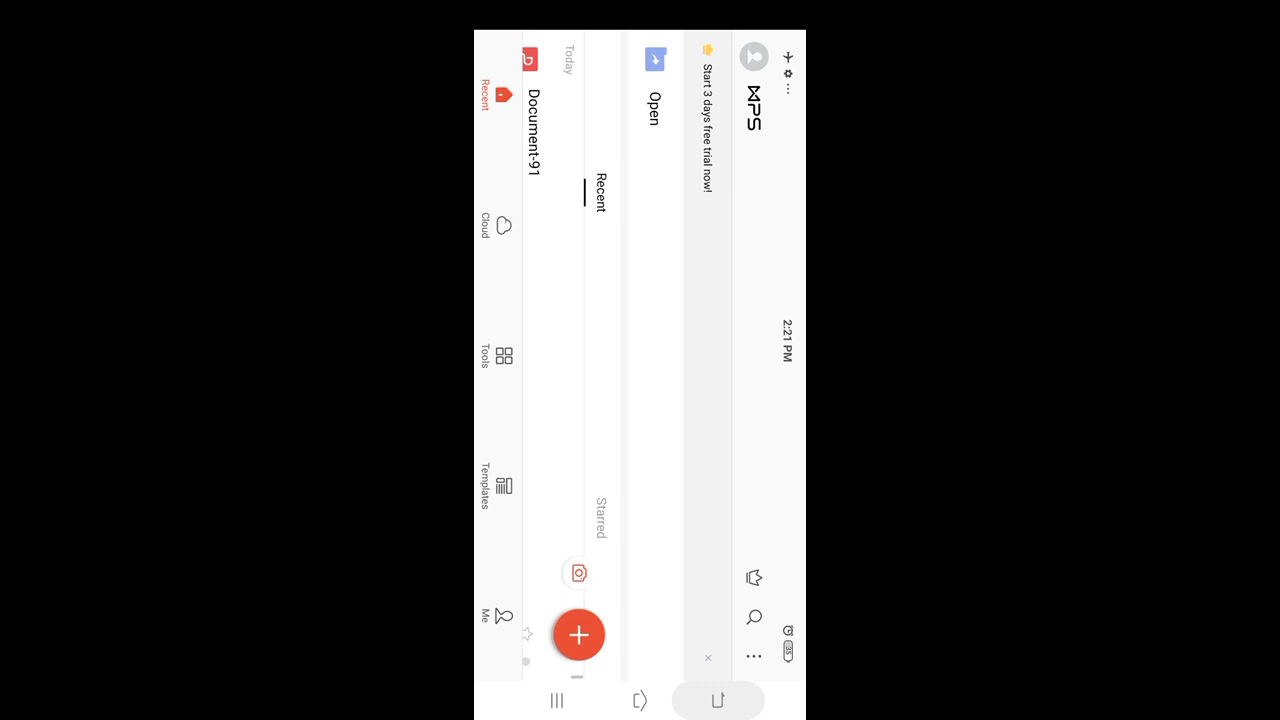 2:21 PM
35
WPS
Start 3 days free trial now!
Open
Recent
Starred
Today
Document-91
Recent
Cloud
Tools
Templates
Me